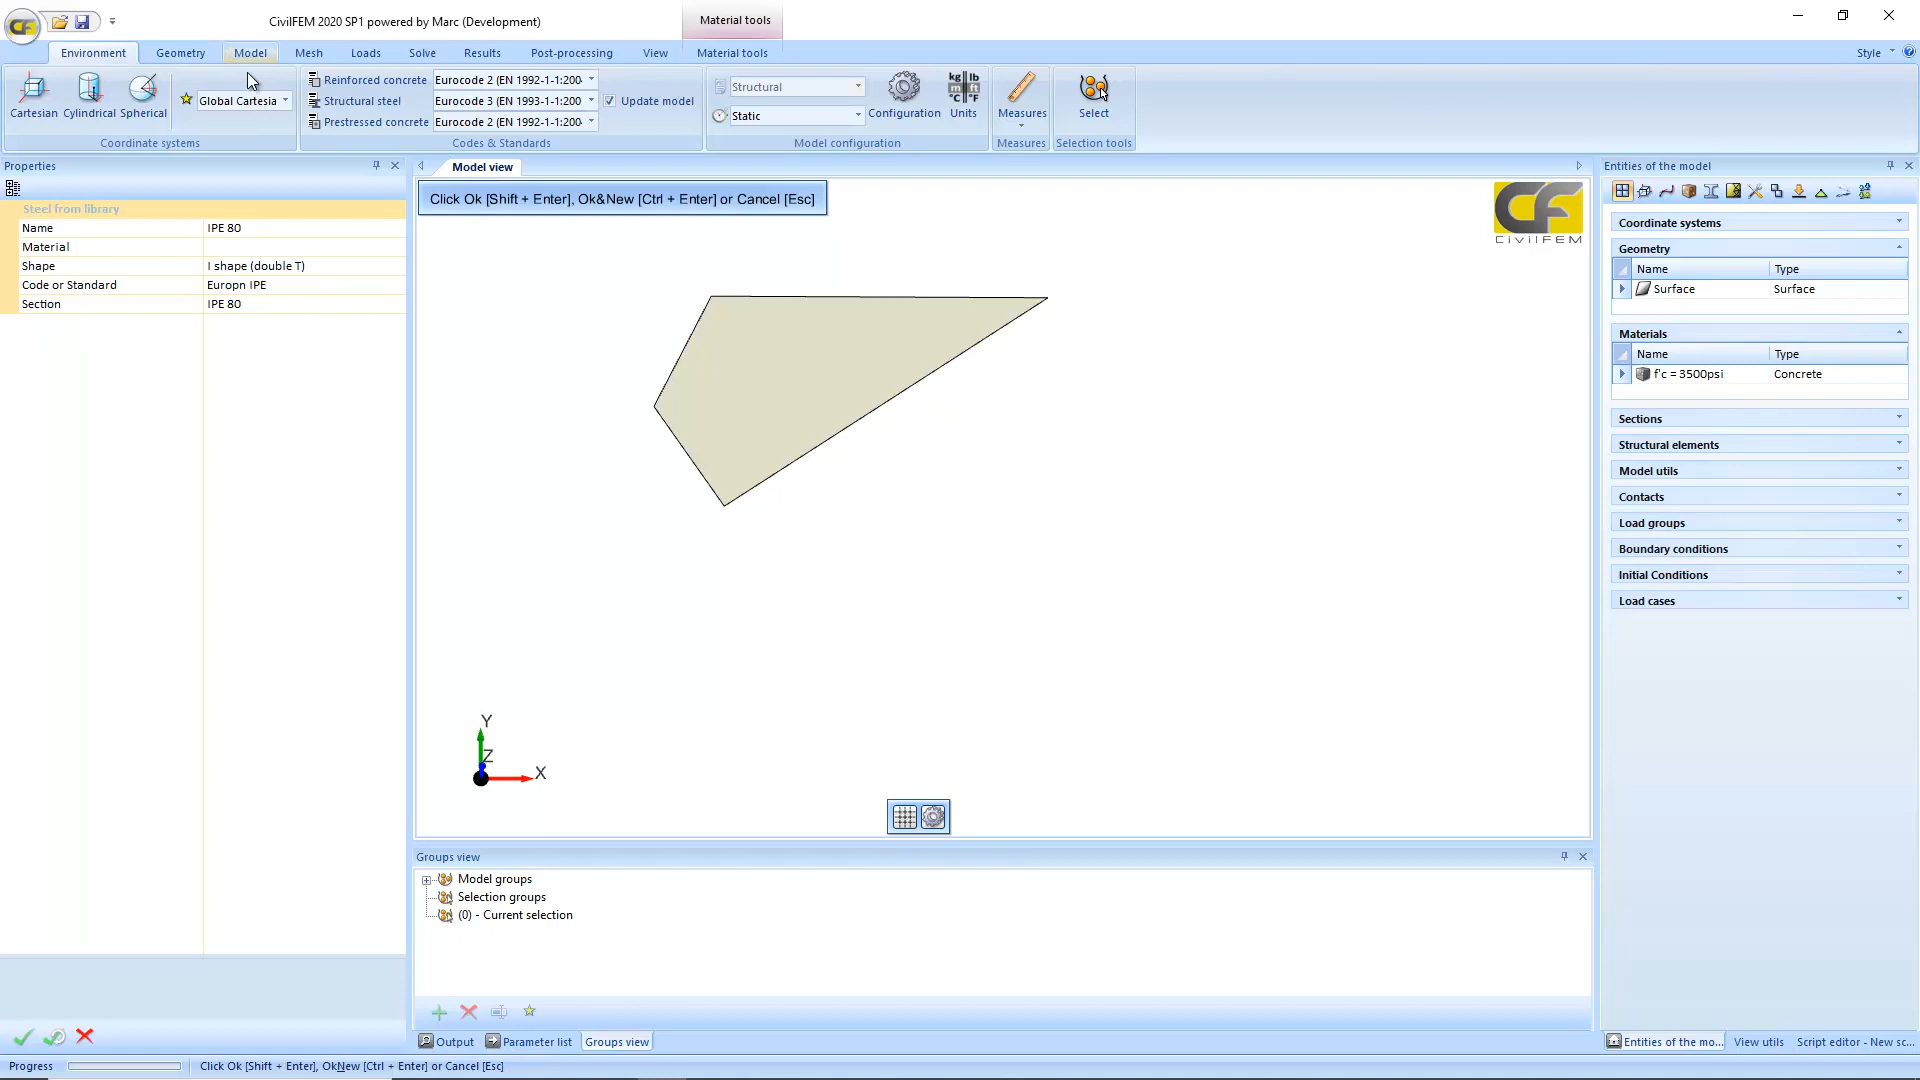 CivilFEM 2020 SP1 powered by Marc (Development)
Material tools
Environment
Geometry
Model
Mesh
Loads
Solve
Results
Post-processing
View
Material tools
Style
Cartesian
Cylindrical
Spherical
Global Cartesia
Coordinate systems
Reinforced concrete
Eurocode 2 (EN 1992-1-1:200
Structural steel
Eurocode 3 (EN 1993-1-1:200
Update model
Prestressed concrete
Eurocode 2 (EN 1992-1-1:200
Codes & Standards
Structural
Static
Configuration
kg lb
°C °F
Units
Model configuration
Measures
Measures
Select
Selection tools
Properties
Steel from library
Name IPE 80
Material
Shape I shape (double T)
Code or Standard Europn IPE
Section IPE 80
Model view
Click Ok [Shift + Enter], Ok&New [Ctrl + Enter] or Cancel [Esc]
CF
CIVILFEM
Y
Z
X
Groups view
Model groups
Selection groups
(0) - Current selection
Output
Parameter list
Groups view
Entities of the model
Coordinate systems
Geometry
Name Type
Surface Surface
Materials
Name Type
f'c = 3500psi Concrete
Sections
Structural elements
Model utils
Contacts
Load groups
Boundary conditions
Initial Conditions
Load cases
Entities of the mo...
View utils
Script editor - New sc...
Progress
Click Ok [Shift + Enter], OkNew [Ctrl + Enter] or Cancel [Esc]